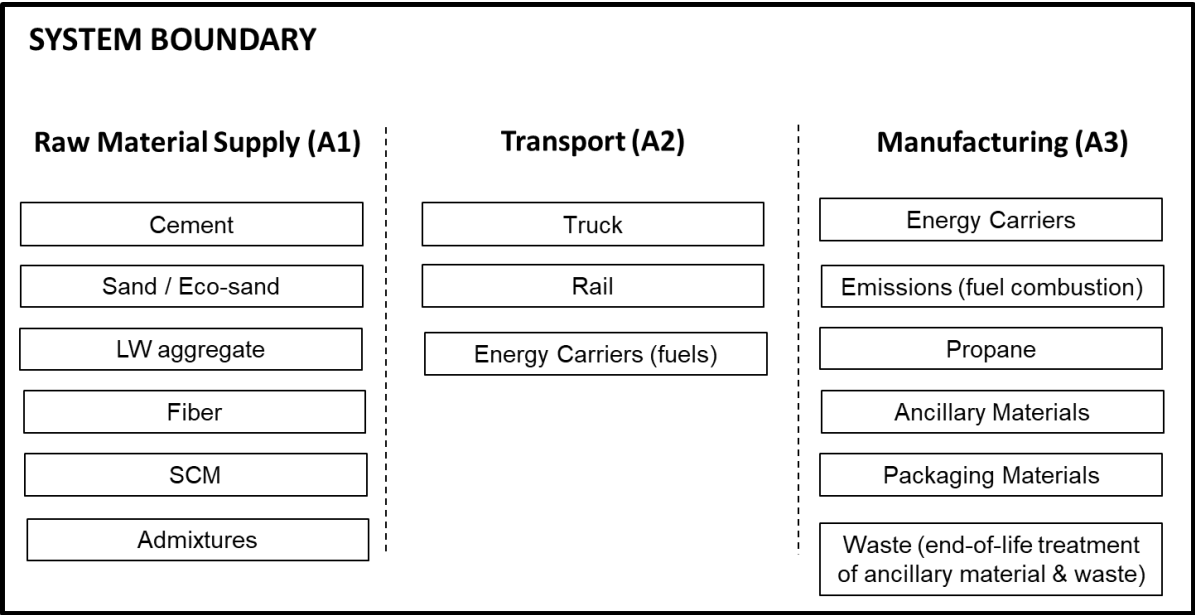 SYSTEM BOUNDARY
Raw Material Supply (A1)
Cement
Sand / Eco-sand
LW aggregate
Fiber
SCM
Admixtures
Transport (A2)
Truck
Rail
Energy Carriers (fuels)
Manufacturing (A3)
Energy Carriers
Emissions (fuel combustion)
Propane
Ancillary Materials
Packaging Materials
Waste (end-of-life treatment
of ancillary material & waste)